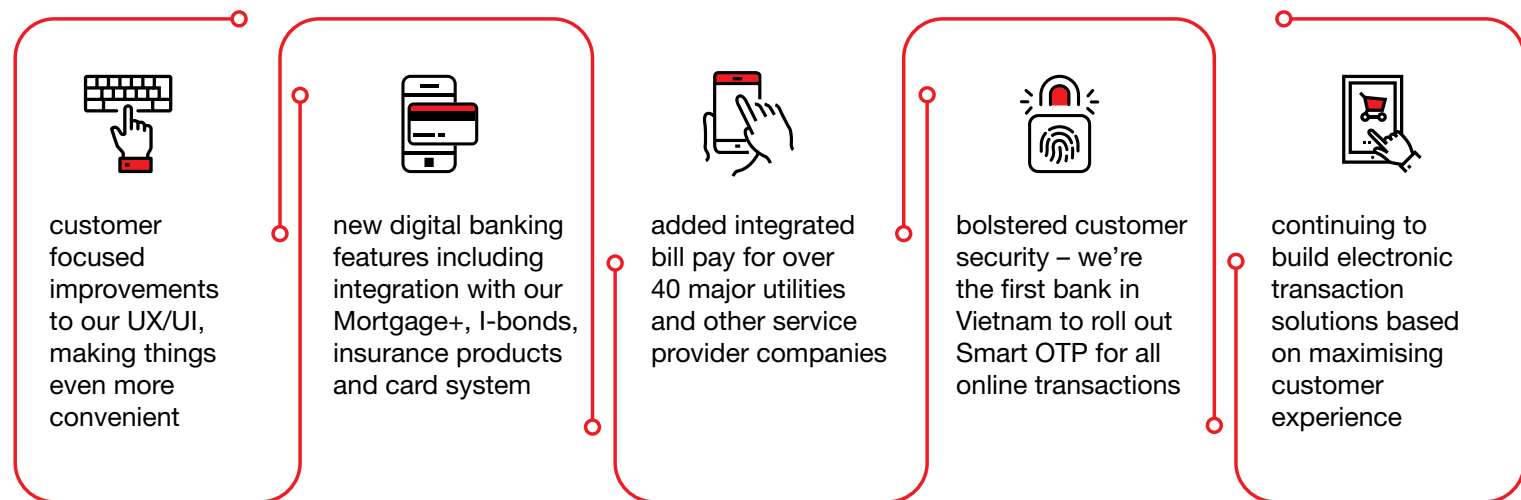 customer
focused
improvements
to our UX/UI,
making things
even more
convenient
new digital banking
features including
integration with our
Mortgage+, I-bonds,
insurance products
and card system
added integrated
bill pay for over
40 major utilities
and other service
provider companies
bolstered customer
security – we’re
the first bank in
Vietnam to roll out
Smart OTP for all
online transactions
continuing to
build electronic
transaction
solutions based
on maximising
customer
experience